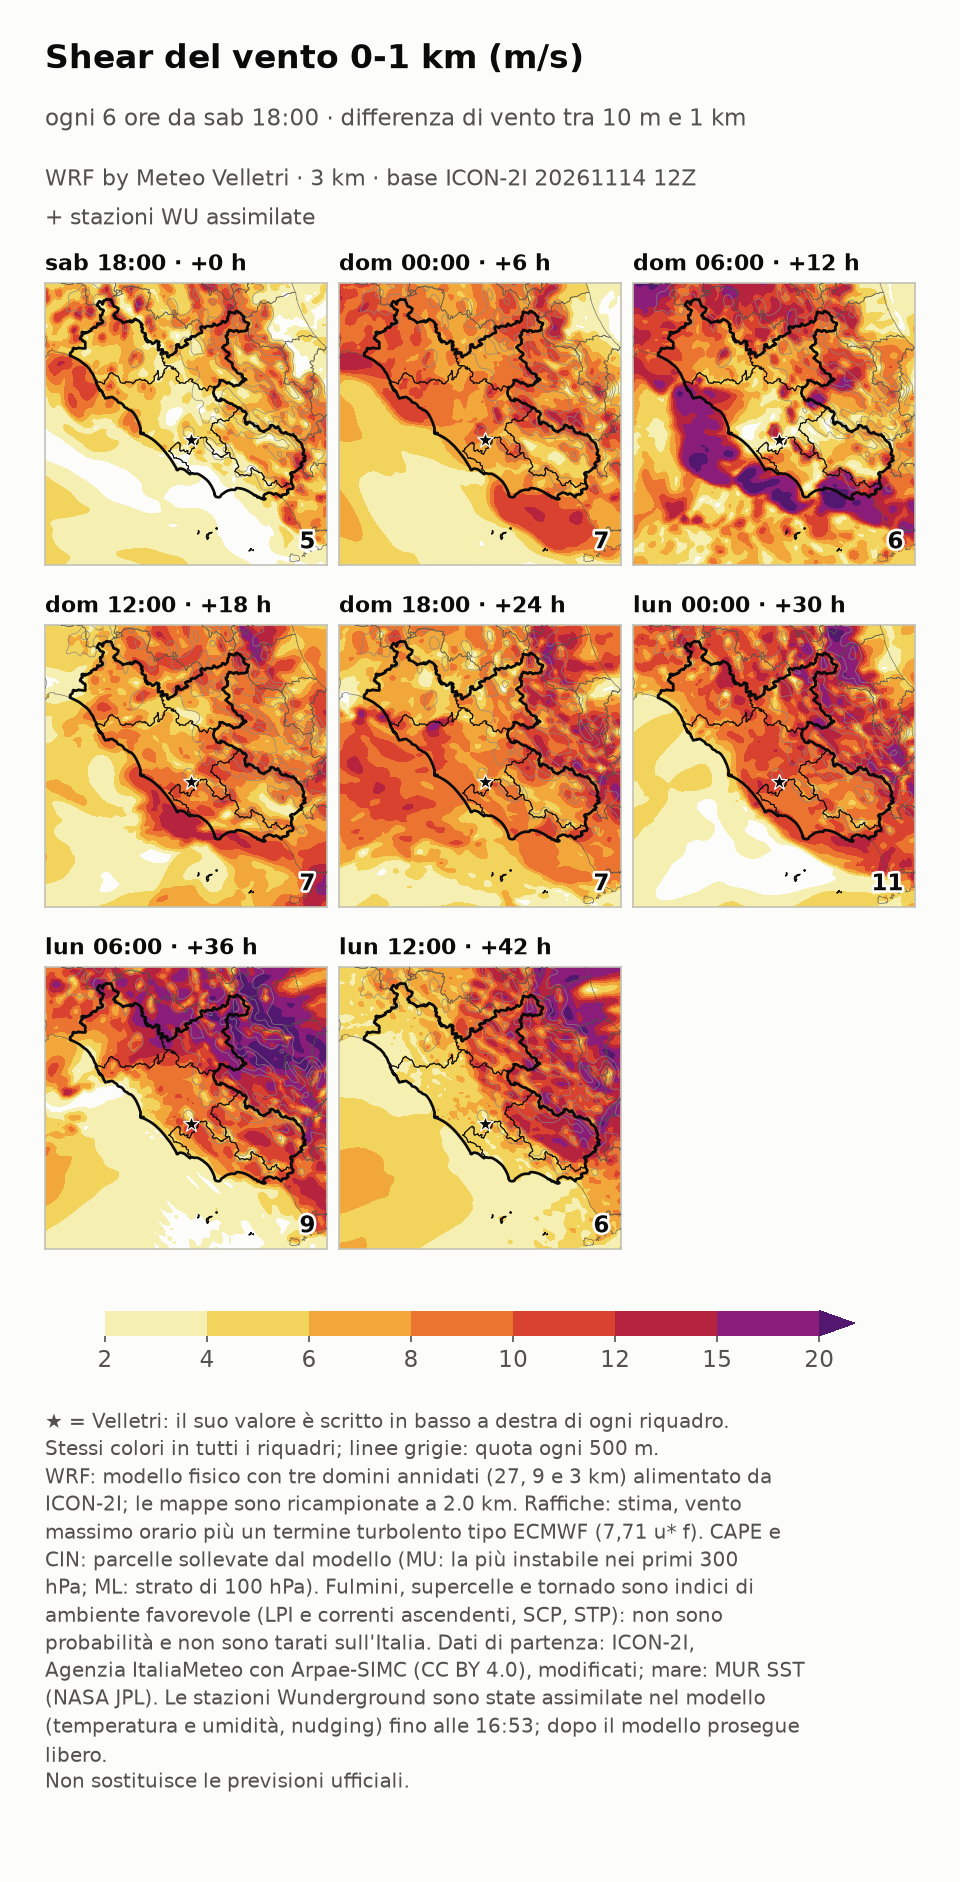 Shear del vento 0-1 km (m/s)
ogni 6 ore da sab 18:00 · differenza di vento tra 10 m e 1 km
WRF by Meteo Velletri · 3 km · base ICON-2I 20261114 12Z
+ stazioni WU assimilate
sab 18:00 · +0 h
dom 00:00 · +6 h
dom 06:00 · +12 h
5
7
6
dom 12:00 · +18 h
dom 18:00 · +24 h
lun 00:00 · +30 h
7
7
11
lun 06:00 · +36 h
lun 12:00 · +42 h
9
6
2 4 6 8 10 12 15 20
★ = Velletri: il suo valore è scritto in basso a destra di ogni riquadro.
Stessi colori in tutti i riquadri; linee grigie: quota ogni 500 m.
WRF: modello fisico con tre domini annidati (27, 9 e 3 km) alimentato da
ICON-2I; le mappe sono ricampionate a 2.0 km. Raffiche: stima, vento
massimo orario più un termine turbolento tipo ECMWF (7,71 u* f). CAPE e
CIN: parcelle sollevate dal modello (MU: la più instabile nei primi 300
hPa; ML: strato di 100 hPa). Fulmini, supercelle e tornado sono indici di
ambiente favorevole (LPI e correnti ascendenti, SCP, STP): non sono
probabilità e non sono tarati sull'Italia. Dati di partenza: ICON-2I,
Agenzia ItaliaMeteo con Arpae-SIMC (CC BY 4.0), modificati; mare: MUR SST
(NASA JPL). Le stazioni Wunderground sono state assimilate nel modello
(temperatura e umidità, nudging) fino alle 16:53; dopo il modello prosegue
libero.
Non sostituisce le previsioni ufficiali.